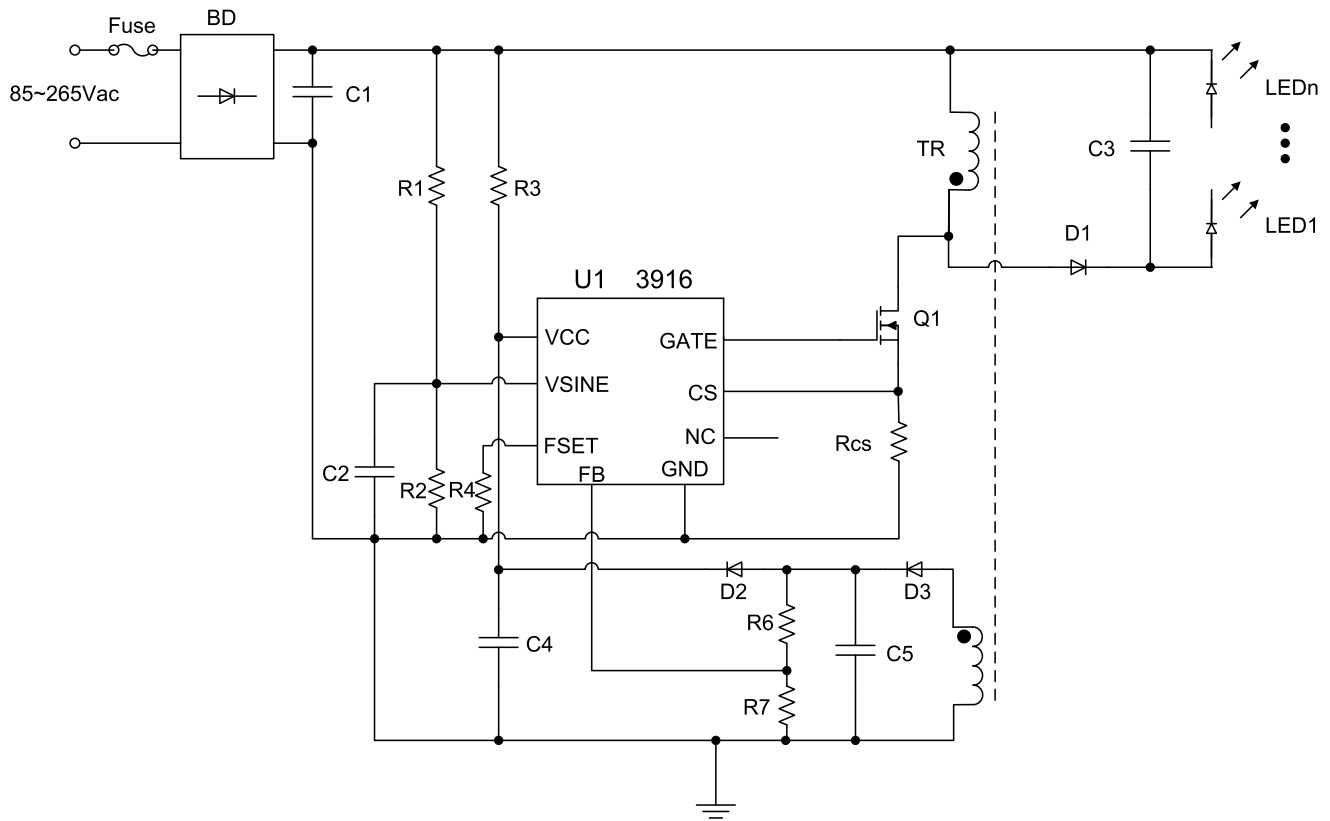 Fuse
BD
85~265Vac
C1
LEDn
TR
C3
R1
R3
LED1
D1
U1 3916
Q1
VCC
GATE
VSINE
CS
FSET
NC
Rcs
GND
FB
C2
R2
R4
D2
D3
R6
C4
C5
R7